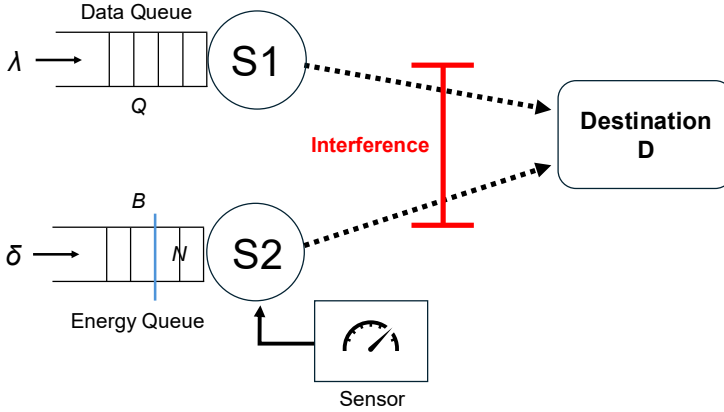 Data Queue
λ
S1
Q
Interference
Destination
D
B
δ
N
S2
Energy Queue
Sensor